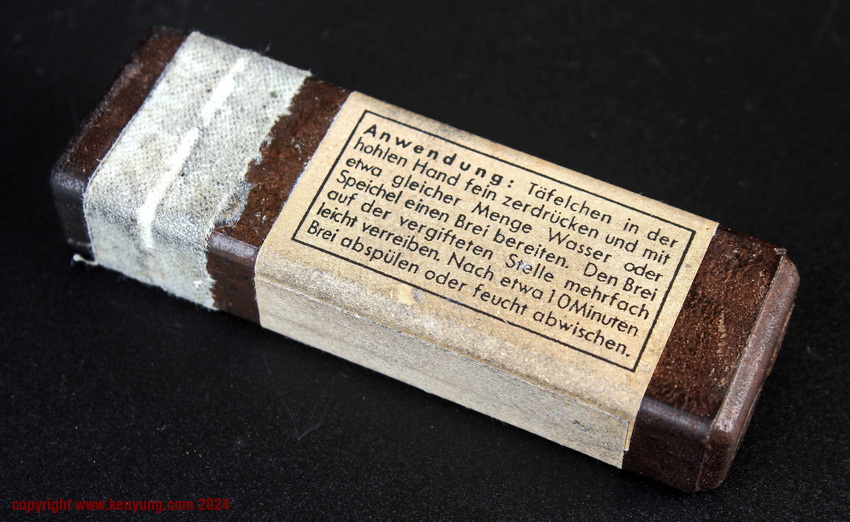 Anwendung: Täfelchen in der
hohlen Hand fein zerdrücken und mit
etwa gleicher Menge Wasser oder
Speichel einen Brei bereiten. Den Brei
auf der vergifteten Stelle mehrfach
leicht verreiben. Nach etwa 10 Minuten
Brei abspülen oder feucht abwischen.
copyright www.kenyung.com 2024